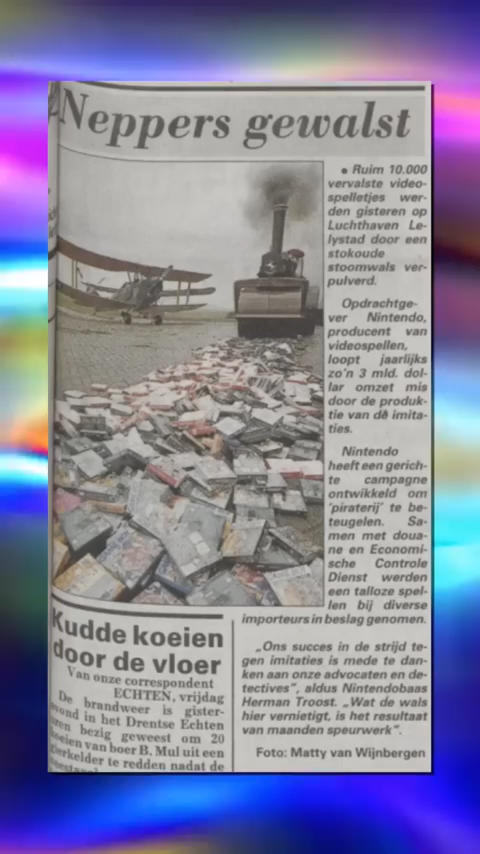 Neppers gewalst
• Ruim 10.000
vervalste video-
spelletjes wer-
den gisteren op
Luchthaven Le-
lystad door een
stokoude
stoomwals ver-
pulverd.
Opdrachtge-
ver Nintendo,
producent van
videospellen,
loopt jaarlijks
zo'n 3 mld. dol-
lar omzet mis
door de produk-
tie van de imita-
ties.
Nintendo
heeft een gerich-
te campagne
ontwikkeld om
'piraterij' te be-
teugelen. Sa-
men met doua-
ne en Economi-
sche Controle
Dienst werden
een talloze spel-
len bij diverse
importeurs in beslag genomen.
„Ons succes in de strijd te-
gen imitaties is mede te dan-
ken aan onze advocaten en de-
tectives”, aldus Nintendobaas
Herman Troost. „Wat de wals
hier vernietigt, is het resultaat
van maanden speurwerk”.
Foto: Matty van Wijnbergen
Kudde koeien
door de vloer
Van onze correspondent
ECHTEN, vrijdag
De brandweer is gister-
avond in het Drentse Echten
uren bezig geweest om 20
koeien van boer B. Mul uit een
gierkelder te redden nadat de